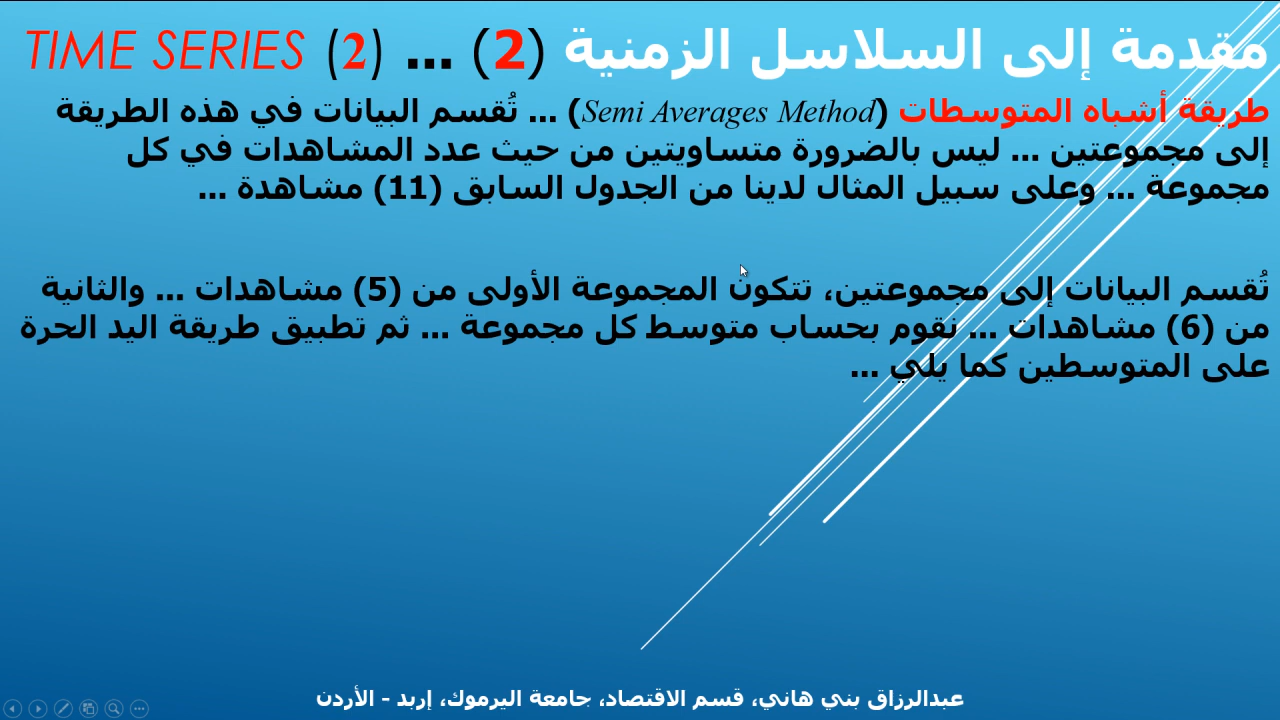 مقدمة إلى السلاسل الزمنية (2) ... TIME SERIES (2)
طريقة أشباه المتوسطات (Semi Averages Method) ... تُقسم البيانات في هذه الطريقة
إلى مجموعتين ... ليس بالضرورة متساويتين من حيث عدد المشاهدات في كل
مجموعة ... وعلى سبيل المثال لدينا من الجدول السابق (11) مشاهدة ...
تُقسم البيانات إلى مجموعتين، تتكون المجموعة الأولى من (5) مشاهدات ... والثانية
من (6) مشاهدات ... نقوم بحساب متوسط كل مجموعة ... ثم تطبيق طريقة اليد الحرة
على المتوسطين كما يلي ...
عبدالرزاق بني هاني، قسم الاقتصاد، جامعة اليرموك، إربد - الأردن